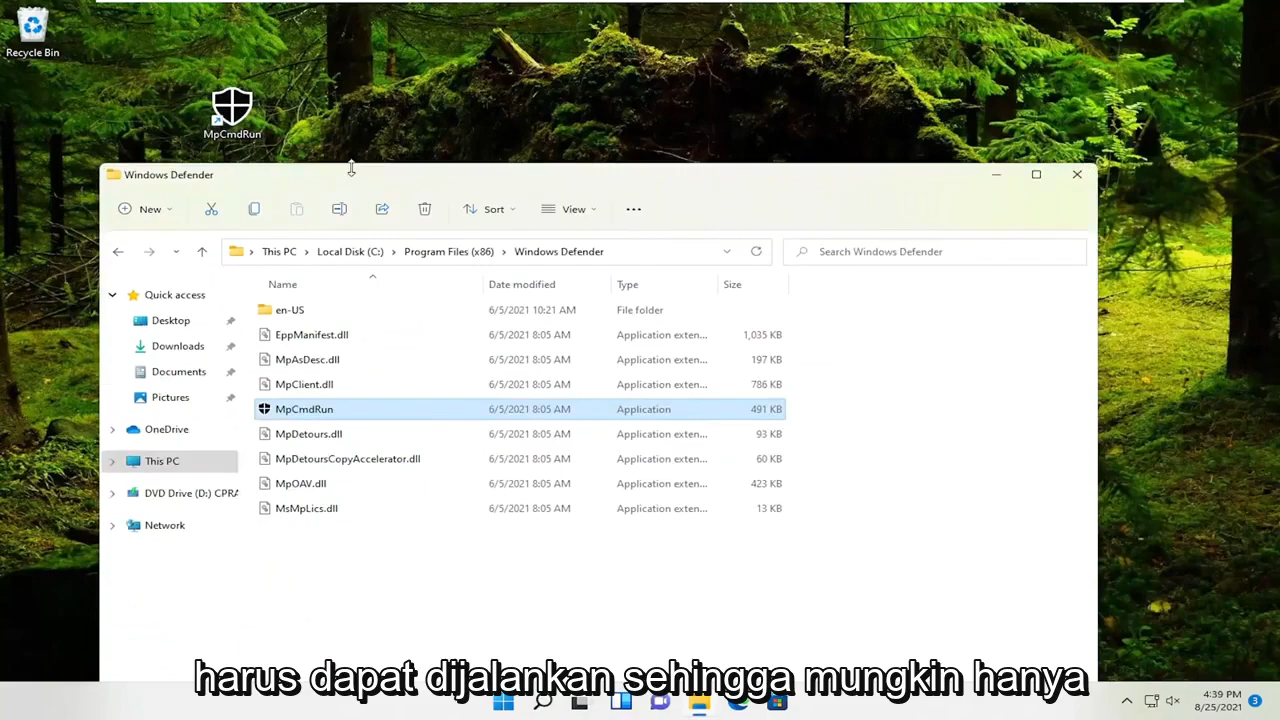 Recycle Bin
MpCmdRun
Windows Defender
New
Sort
View
This PC > Local Disk (C:) > Program Files (x86) > Windows Defender
Search Windows Defender
Name Date modified Type Size
Quick access
Desktop
Downloads
Documents
Pictures
OneDrive
This PC
DVD Drive (D:) CPRA
Network
en-US 6/5/2021 10:21 AM File folder
EppManifest.dll 6/5/2021 8:05 AM Application exten... 1,035 KB
MpAsDesc.dll 6/5/2021 8:05 AM Application exten... 197 KB
MpClient.dll 6/5/2021 8:05 AM Application exten... 786 KB
MpCmdRun 6/5/2021 8:05 AM Application 491 KB
MpDetours.dll 6/5/2021 8:05 AM Application exten... 93 KB
MpDetoursCopyAccelerator.dll 6/5/2021 8:05 AM Application exten... 60 KB
MpOAV.dll 6/5/2021 8:05 AM Application exten... 423 KB
MsMpLics.dll 6/5/2021 8:05 AM Application exten... 13 KB
harus dapat dijalankan sehingga mungkin hanya
4:39 PM
8/25/2021
3